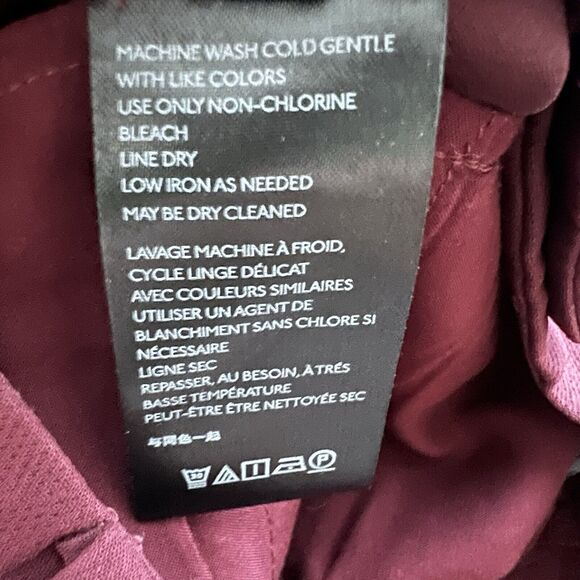 MACHINE WASH COLD GENTLE
WITH LIKE COLORS
USE ONLY NON-CHLORINE
BLEACH
LINE DRY
LOW IRON AS NEEDED
MAY BE DRY CLEANED
LAVAGE MACHINE À FROID,
CYCLE LINGE DÉLICAT
AVEC COULEURS SIMILAIRES
UTILISER UN AGENT DE
BLANCHIMENT SANS CHLORE SI
NÉCESSAIRE
LIGNE SEC
REPASSER, AU BESOIN, À TRÉS
BASSE TEMPÉRATURE
PEUT-ÊTRE ÊTRE NETTOYÉE SEC
与同色一起
30 P